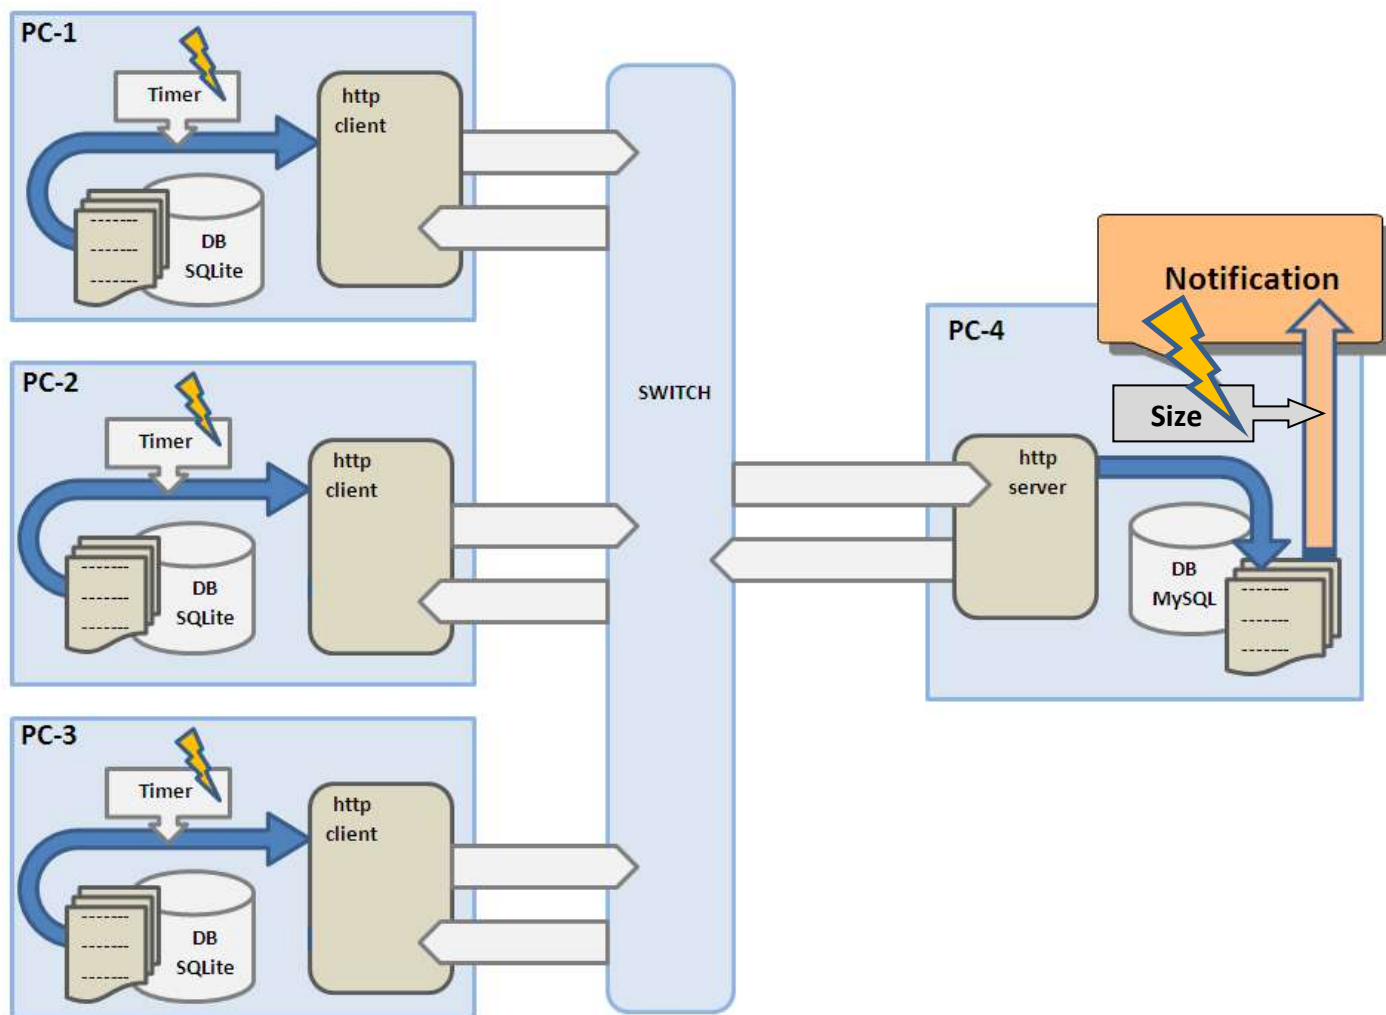 PC-1
Timer
http
client
DB
SQLite
-------
-------
-------
PC-2
Timer
http
client
DB
SQLite
-------
-------
-------
PC-3
Timer
http
client
DB
SQLite
-------
-------
-------
SWITCH
Notification
PC-4
Size
http
server
DB
MySQL
-------
-------
-------